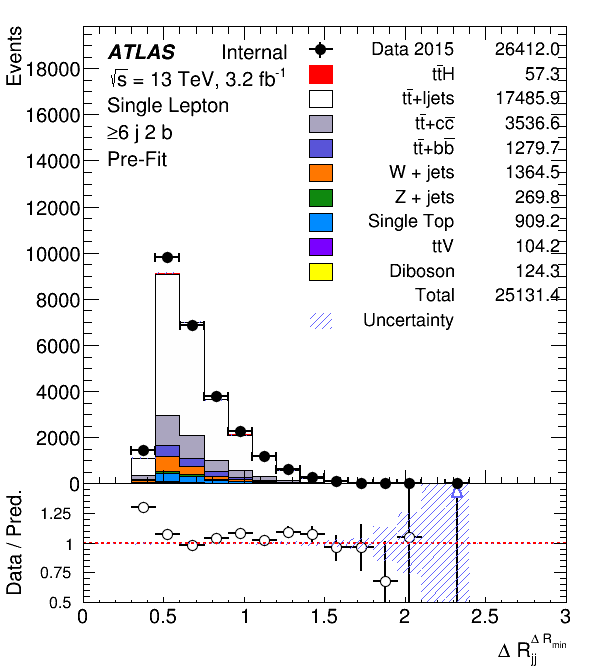 Events
18000
16000
14000
12000
10000
8000
6000
4000
2000
0
ATLAS Internal
√s = 13 TeV, 3.2 fb⁻¹
Single Lepton
≥6 j 2 b
Pre-Fit
Data 2015 26412.0
tt̄H 57.3
tt̄+ljets 17485.9
tt̄+cc̄ 3536.6
tt̄+bb̄ 1279.7
W + jets 1364.5
Z + jets 269.8
Single Top 909.2
ttV 104.2
Diboson 124.3
Total 25131.4
Uncertainty
Data / Pred.
1.25
1
0.75
0.5
0 0.5 1 1.5 2 2.5 3
Δ R_jj^Δ R_min